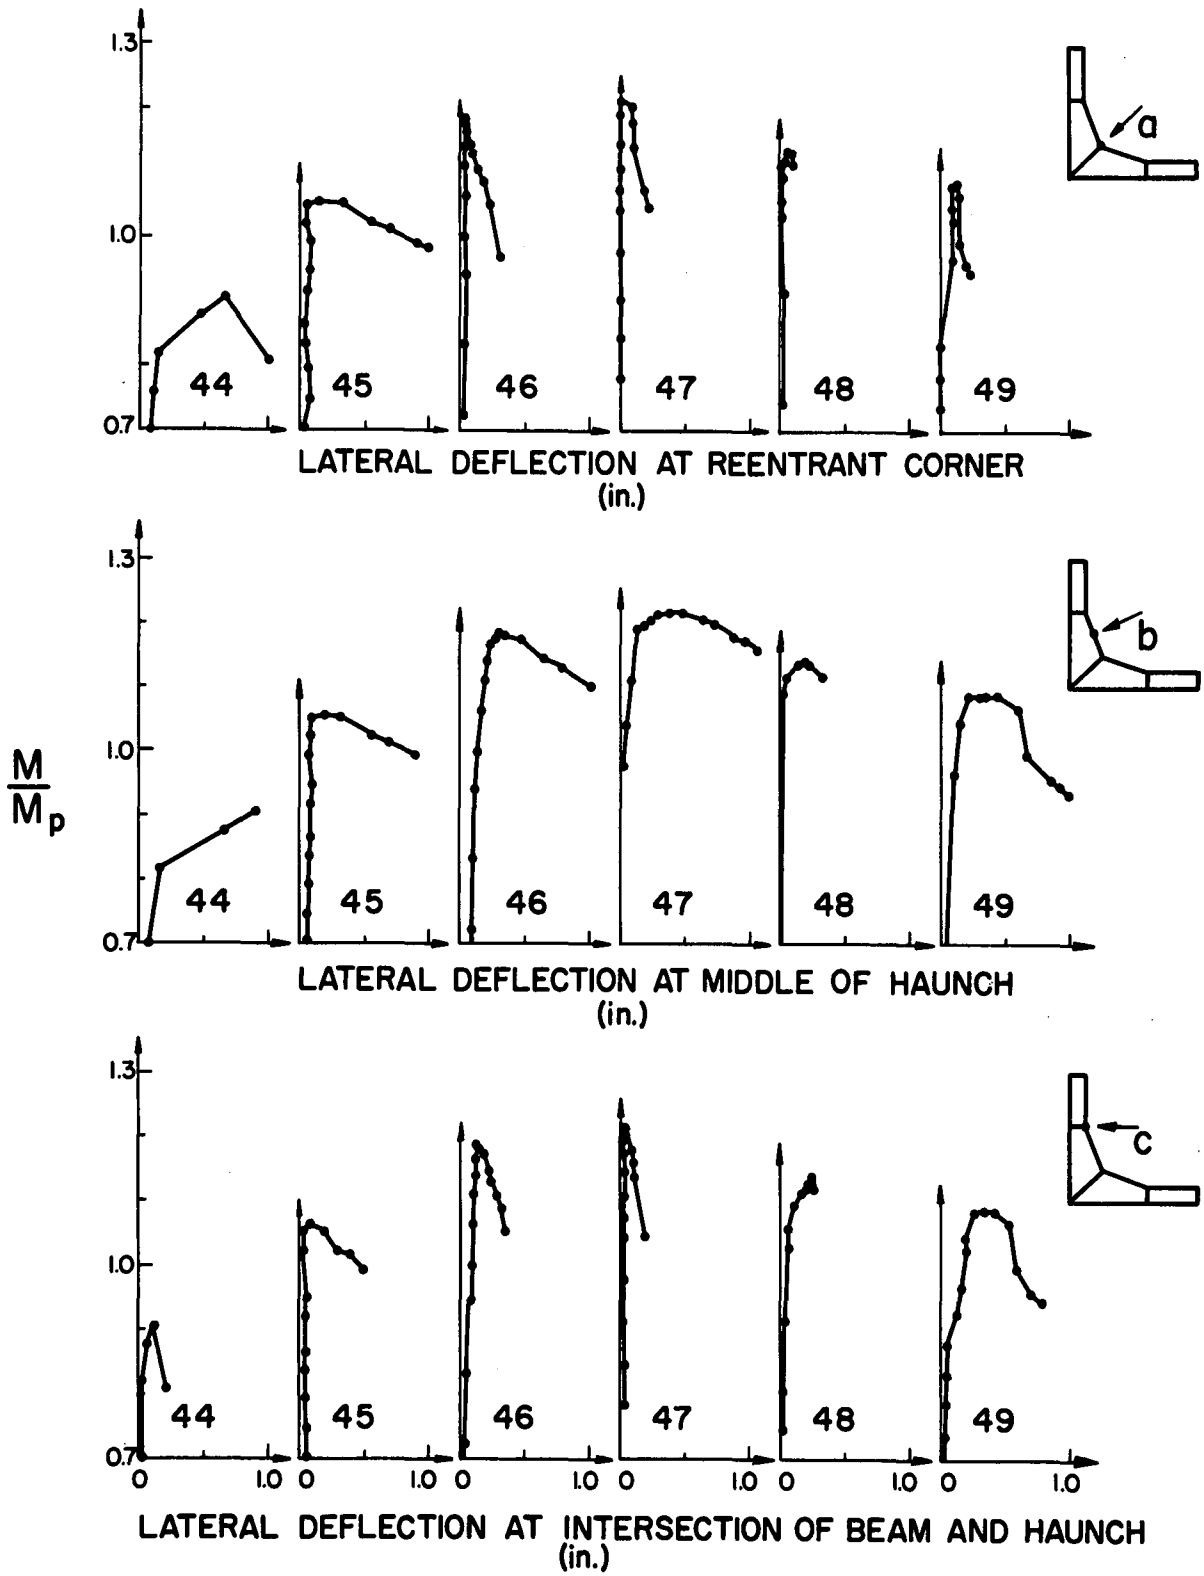 1.3
1.0
0.7
44 45 46 47 48 49
a
LATERAL DEFLECTION AT REENTRANT CORNER
(in.)
1.3
1.0
0.7
44 45 46 47 48 49
b
M
Mp
LATERAL DEFLECTION AT MIDDLE OF HAUNCH
(in.)
1.3
1.0
0.7
44 45 46 47 48 49
c
0 1.0 0 1.0 0 1.0 0 1.0 0 1.0 0 1.0
LATERAL DEFLECTION AT INTERSECTION OF BEAM AND HAUNCH
(in.)